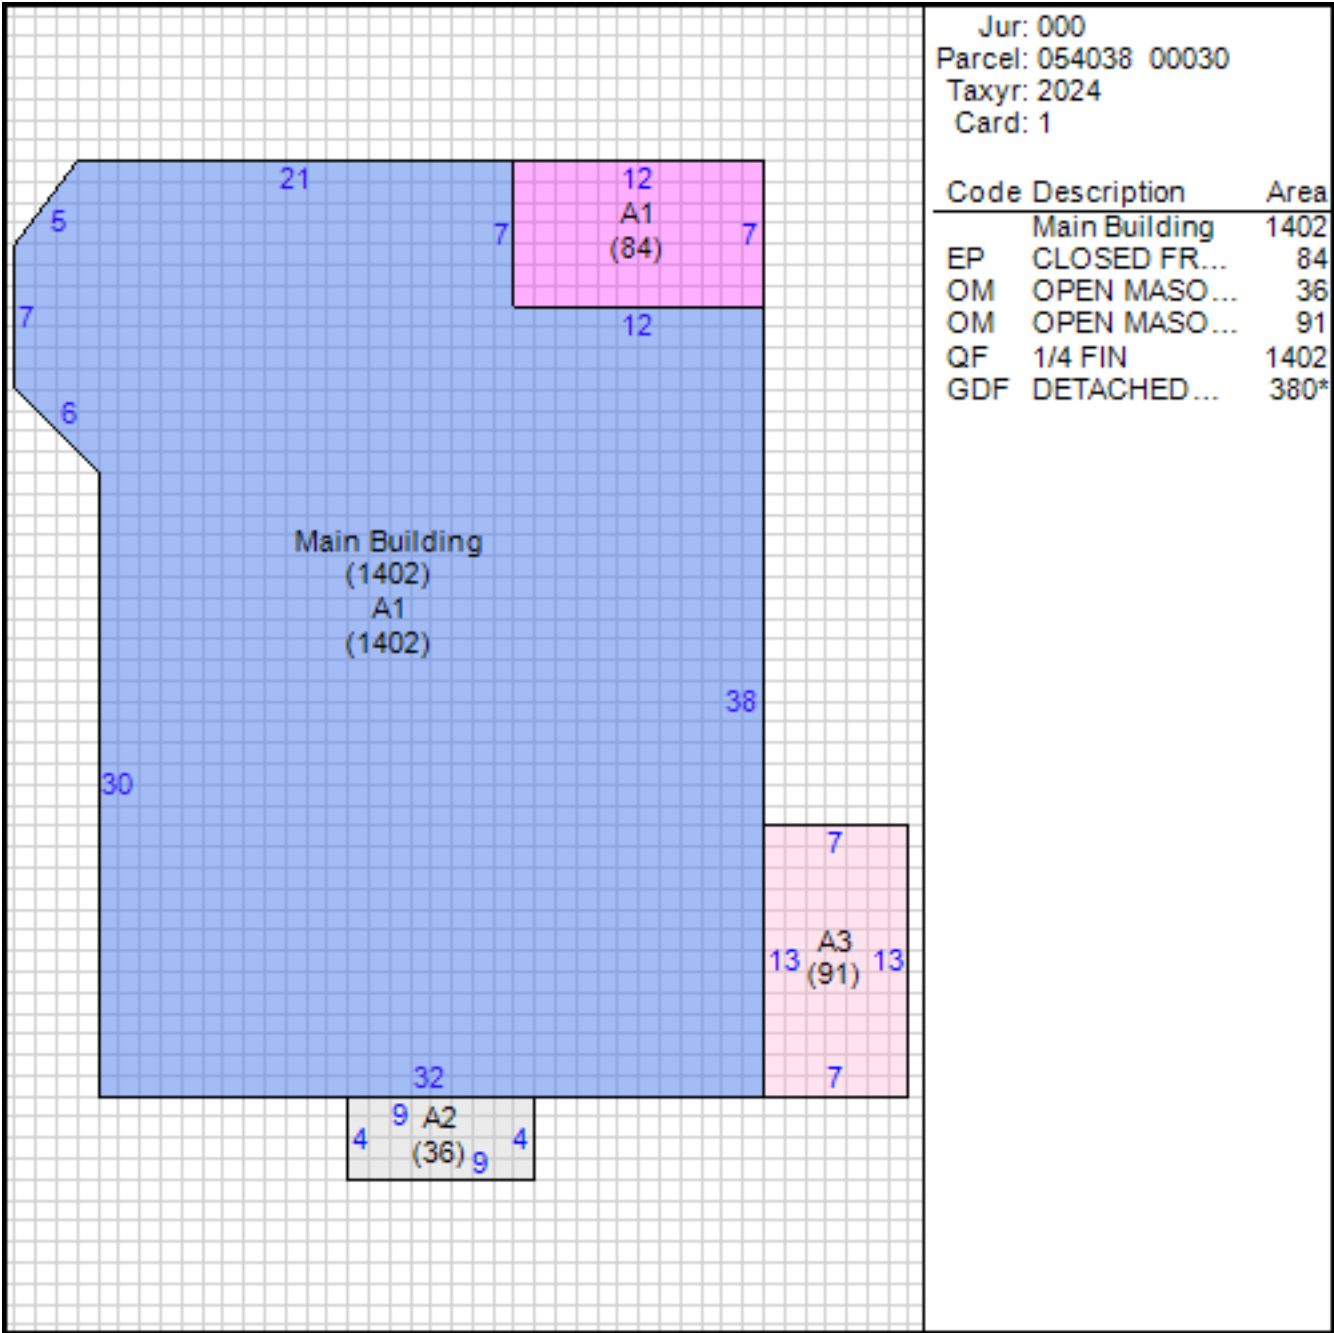 Jur: 000
Parcel: 054038 00030
Taxyr: 2024
Card: 1
Code Description Area
Main Building 1402
EP CLOSED FR... 84
OM OPEN MASO... 36
OM OPEN MASO... 91
QF 1/4 FIN 1402
GDF DETACHED... 380*
21
12
5
A1
7
7
(84)
7
12
6
Main Building
(1402)
A1
(1402)
38
30
7
A3
13
13
(91)
32
7
9
A2
4
4
(36)
9